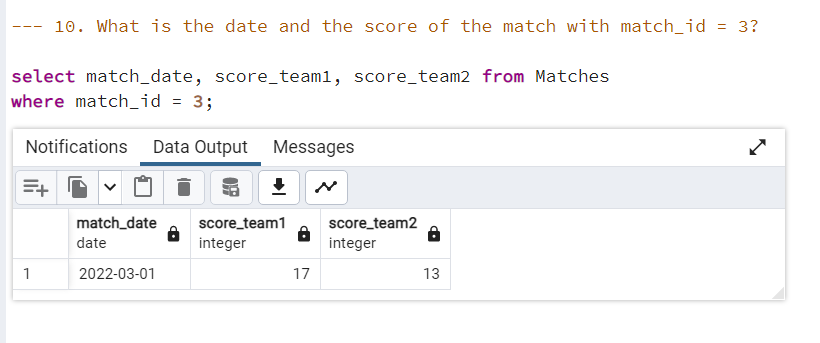 --- 10. What is the date and the score of the match with match_id = 3?
select match_date, score_team1, score_team2 from Matches
where match_id = 3;
Notifications Data Output Messages
match_date score_team1 score_team2
date integer integer
1 2022-03-01 17 13